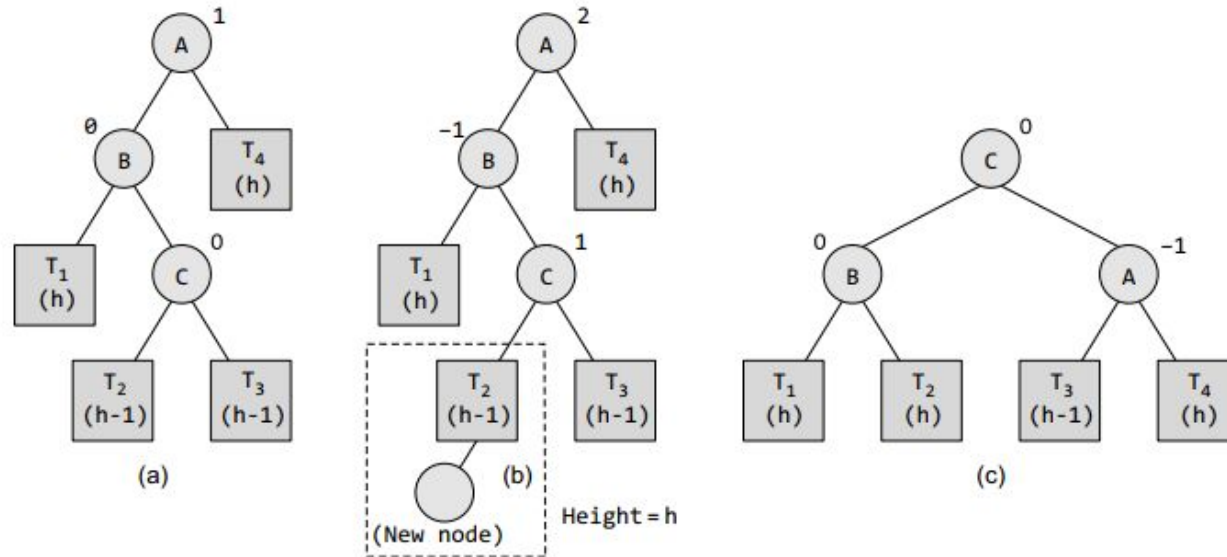 1
A
0
B
T4
(h)
T1
(h)
0
C
T2
(h-1)
T3
(h-1)
(a)
2
A
−1
B
T4
(h)
T1
(h)
1
C
T2
(h-1)
T3
(h-1)
(New node)
(b)
Height = h
0
C
0
B
−1
A
T1
(h)
T2
(h)
T3
(h-1)
T4
(h)
(c)